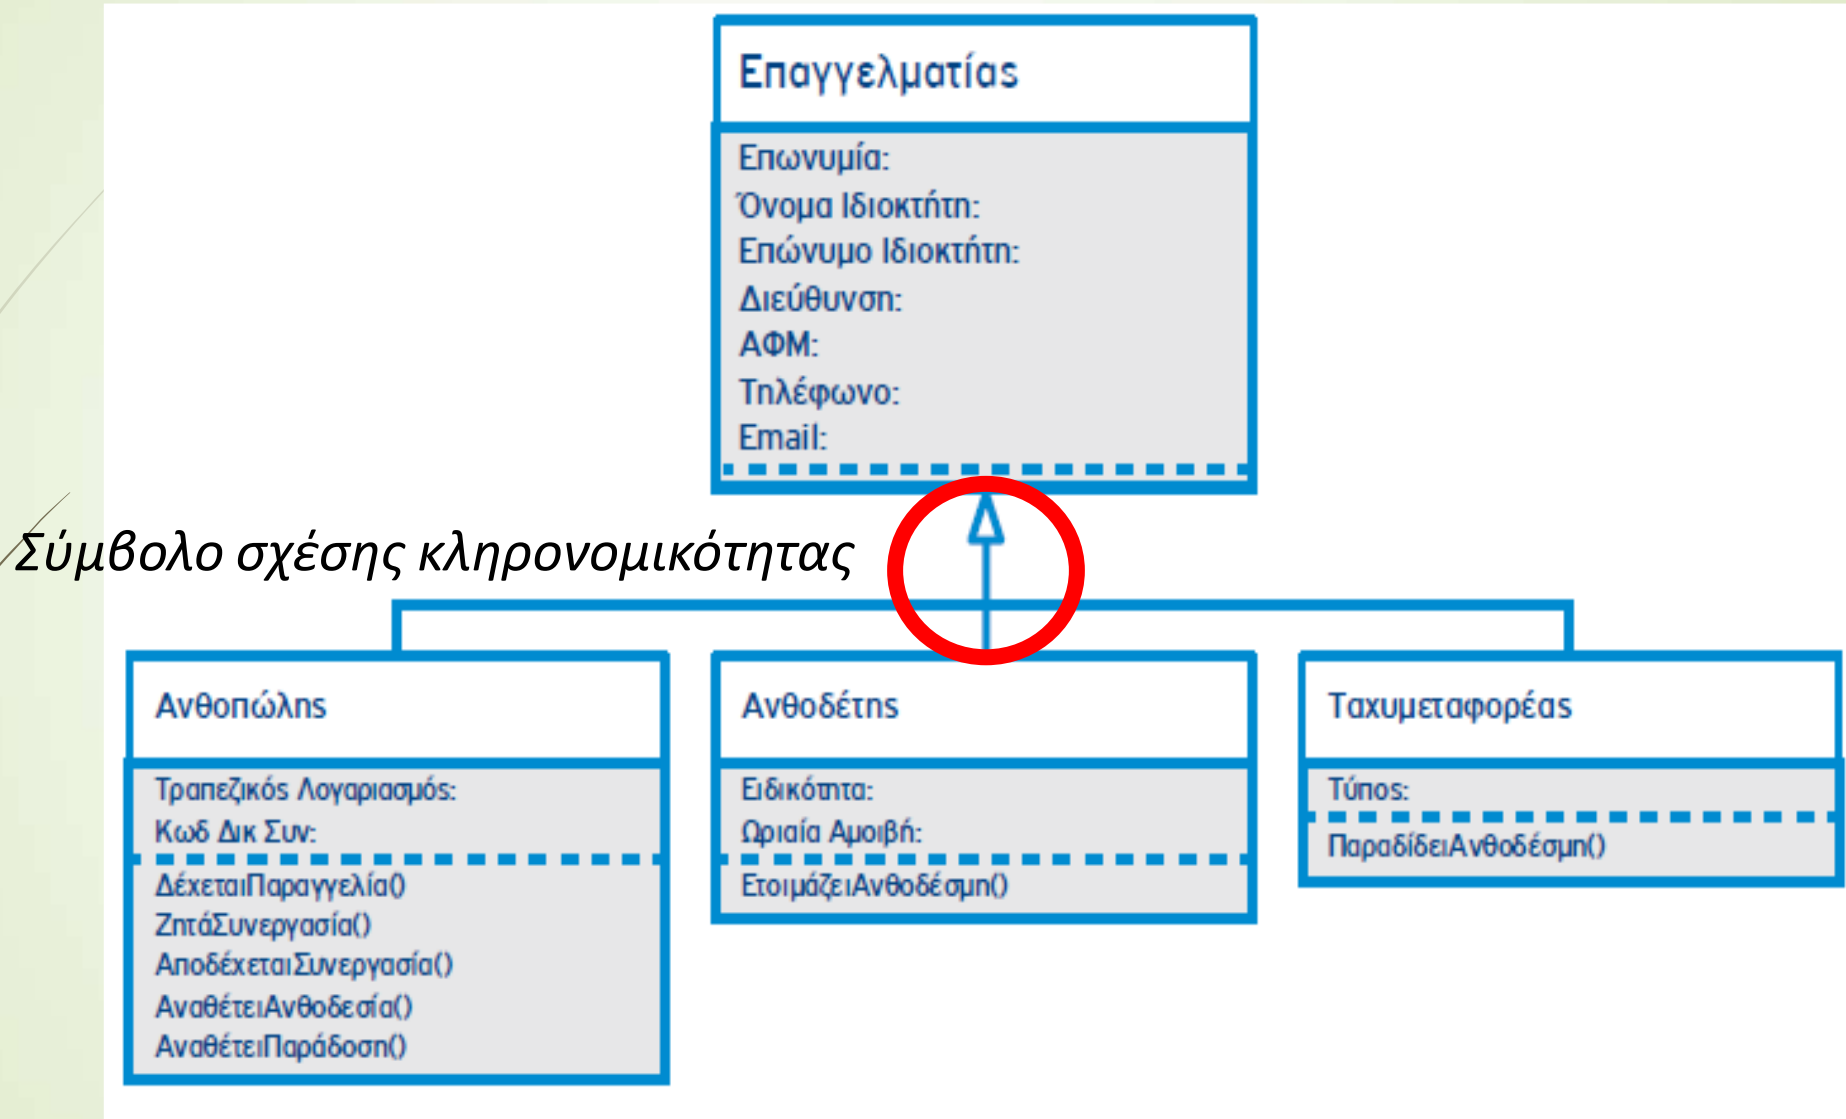 Επαγγελματίας
Επωνυμία:
Όνομα Ιδιοκτήτη:
Επώνυμο Ιδιοκτήτη:
Διεύθυνση:
ΑΦΜ:
Τηλέφωνο:
Email:
Σύμβολο σχέσης κληρονομικότητας
Ανθοπώλης
Τραπεζικός Λογαριασμός:
Κωδ Δικ Συν:
ΔέχεταιΠαραγγελία()
ΖητάΣυνεργασία()
ΑποδέχεταιΣυνεργασία()
ΑναθέτειΑνθοδεσία()
ΑναθέτειΠαράδοση()
Ανθοδέτης
Ειδικότητα:
Ωριαία Αμοιβή:
ΕτοιμάζειΑνθοδέσμη()
Ταχυμεταφορέας
Τύπος:
ΠαραδίδειΑνθοδέσμη()